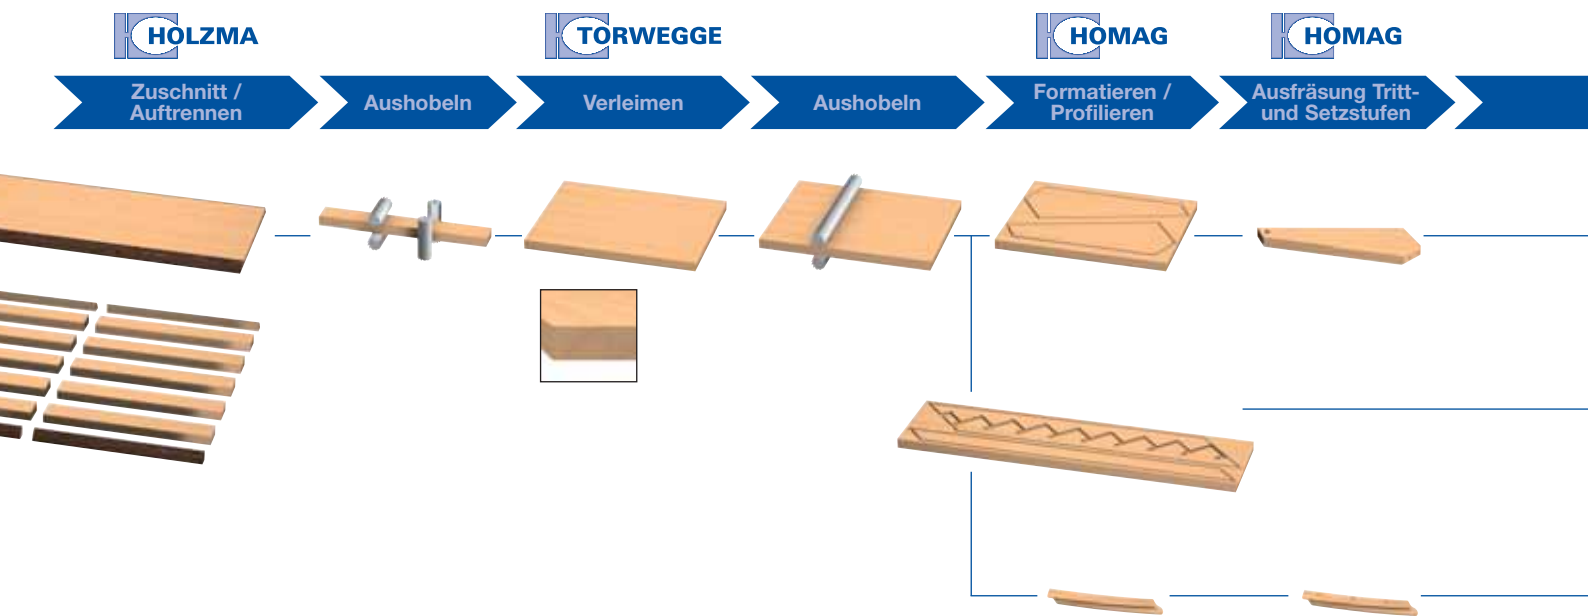 HOLZMA
TORWEGGE
HOMAG
HOMAG
Zuschnitt /
Auftrennen
Aushobeln
Verleimen
Aushobeln
Formatieren /
Profilieren
Ausfräsung Tritt-
und Setzstufen